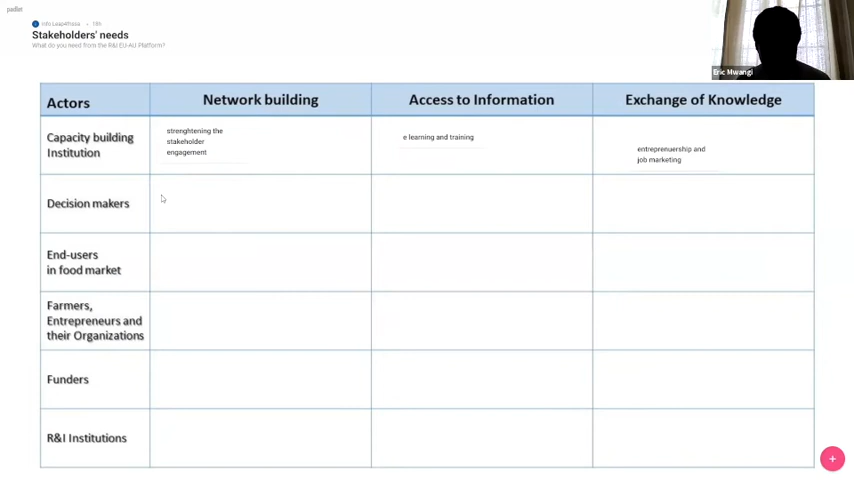 padlet
Info Leap4fnssa • 18h
Stakeholders' needs
What do you need from the R&I EU-AU Platform?
Eric Mwangi
Actors
Network building
Access to Information
Exchange of Knowledge
Capacity building
Institution
strenghtening the
stakeholder
engagement
e learning and training
entreprenuership and
job marketing
Decision makers
End-users
in food market
Farmers,
Entrepreneurs and
their Organizations
Funders
R&I Institutions